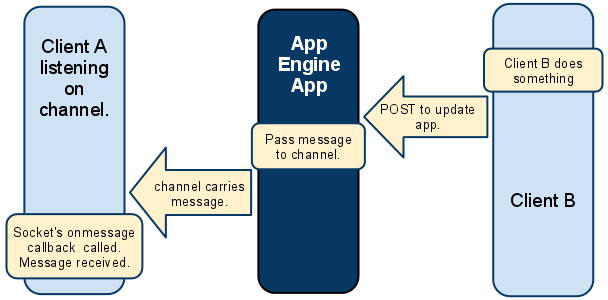 Client A
listening
on
channel.
App
Engine
App
Client B does
something
POST to update
app.
Pass message
to channel.
channel carries
message.
Client B
Socket's onmessage
callback  called.
Message received.